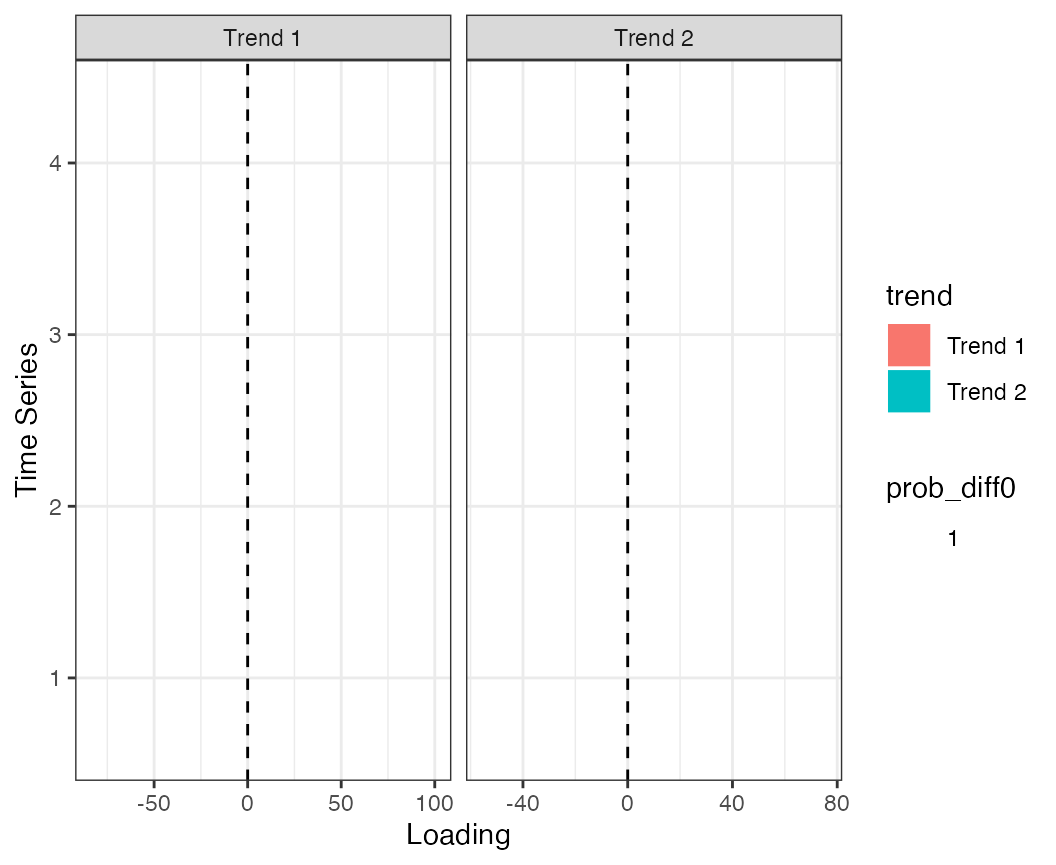 Trend 1
Trend 2
4
3
2
1
Time Series
-50 0 50 100
-40 0 40 80
Loading
trend
Trend 1
Trend 2
prob_diff0
1